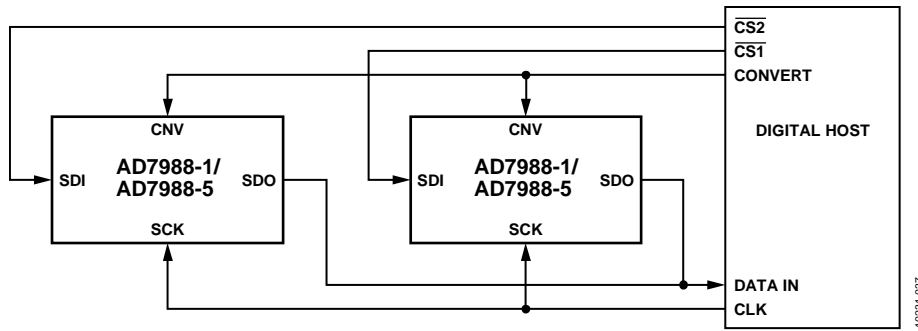 CS2
CS1
CONVERT
CNV
CNV
DIGITAL HOST
AD7988-1/
AD7988-5
SDI
SDO
AD7988-1/
AD7988-5
SDI
SDO
SCK
SCK
DATA IN
CLK